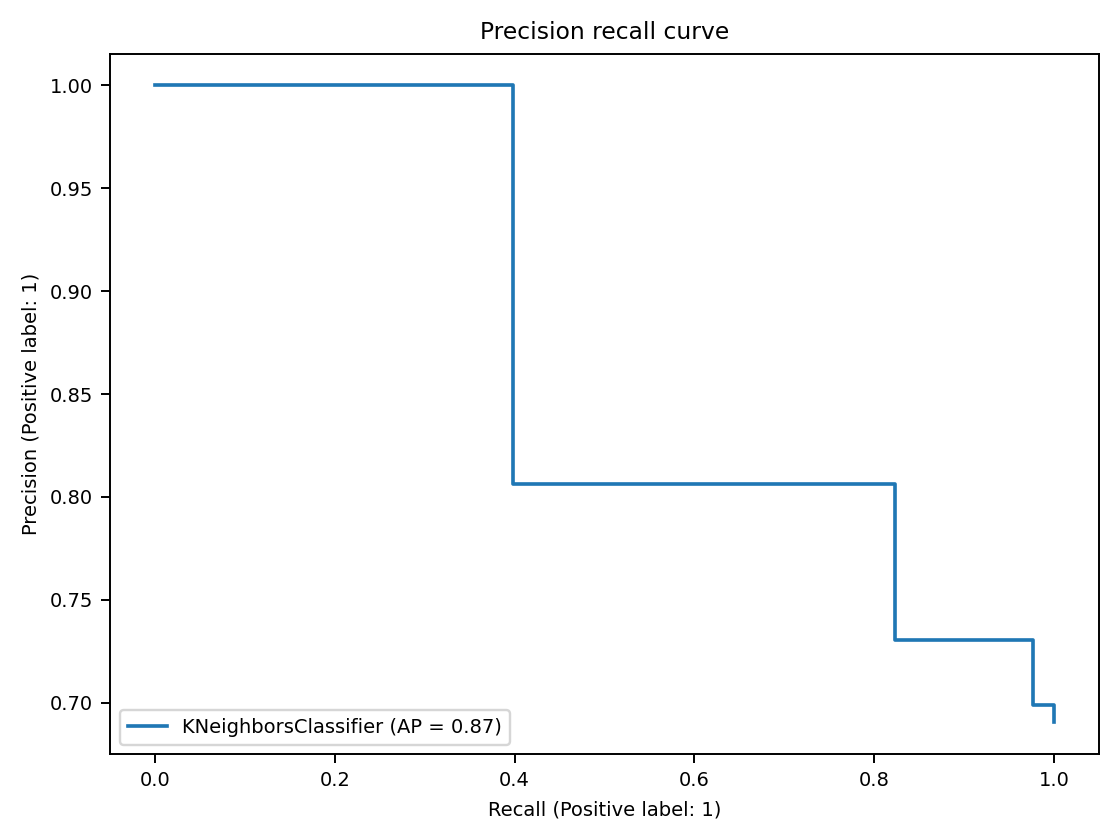 Precision recall curve
1.00
0.95
0.90
0.85
0.80
0.75
0.70
Precision (Positive label: 1)
KNeighborsClassifier (AP = 0.87)
0.0 0.2 0.4 0.6 0.8 1.0
Recall (Positive label: 1)